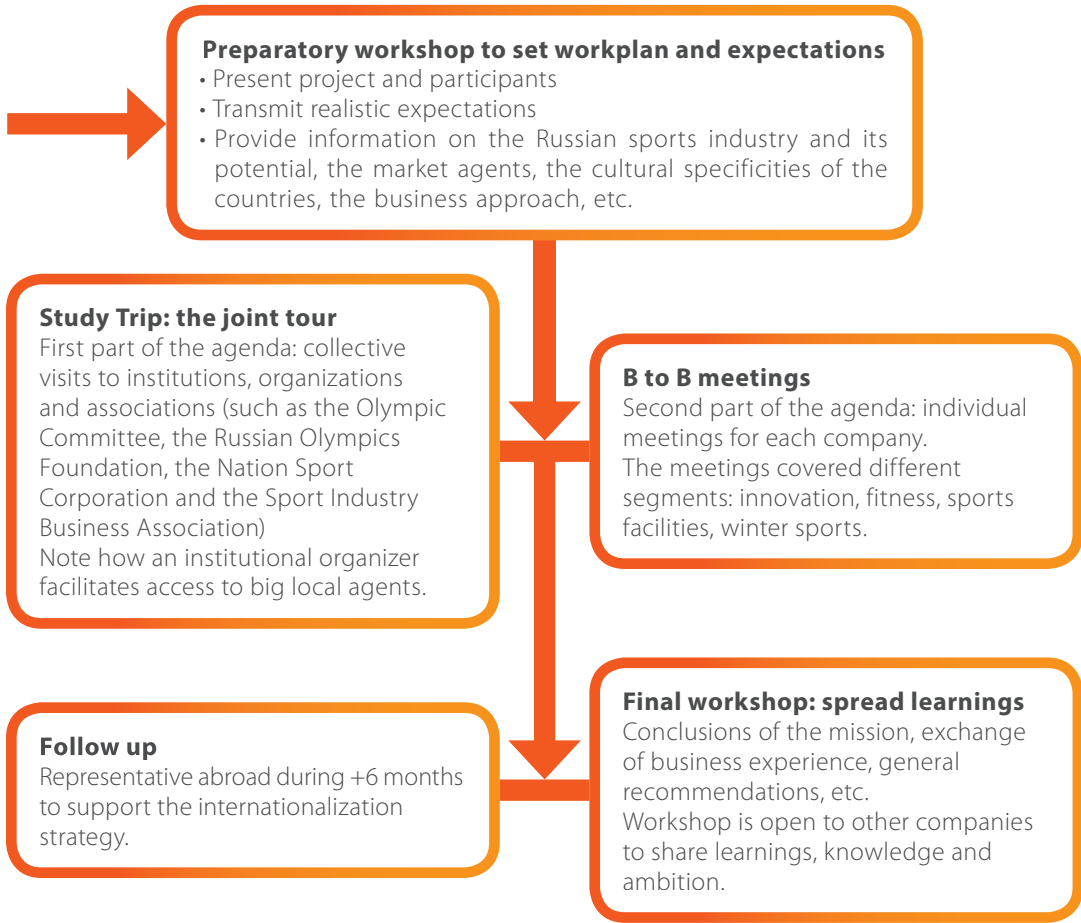 Preparatory workshop to set workplan and expectations
• Present project and participants
• Transmit realistic expectations
• Provide information on the Russian sports industry and its
potential, the market agents, the cultural specificities of the
countries, the business approach, etc.
Study Trip: the joint tour
First part of the agenda: collective
visits to institutions, organizations
and associations (such as the Olympic
Committee, the Russian Olympics
Foundation, the Nation Sport
Corporation and the Sport Industry
Business Association)
Note how an institutional organizer
facilitates access to big local agents.
B to B meetings
Second part of the agenda: individual
meetings for each company.
The meetings covered different
segments: innovation, fitness, sports
facilities, winter sports.
Follow up
Representative abroad during +6 months
to support the internationalization
strategy.
Final workshop: spread learnings
Conclusions of the mission, exchange
of business experience, general
recommendations, etc.
Workshop is open to other companies
to share learnings, knowledge and
ambition.